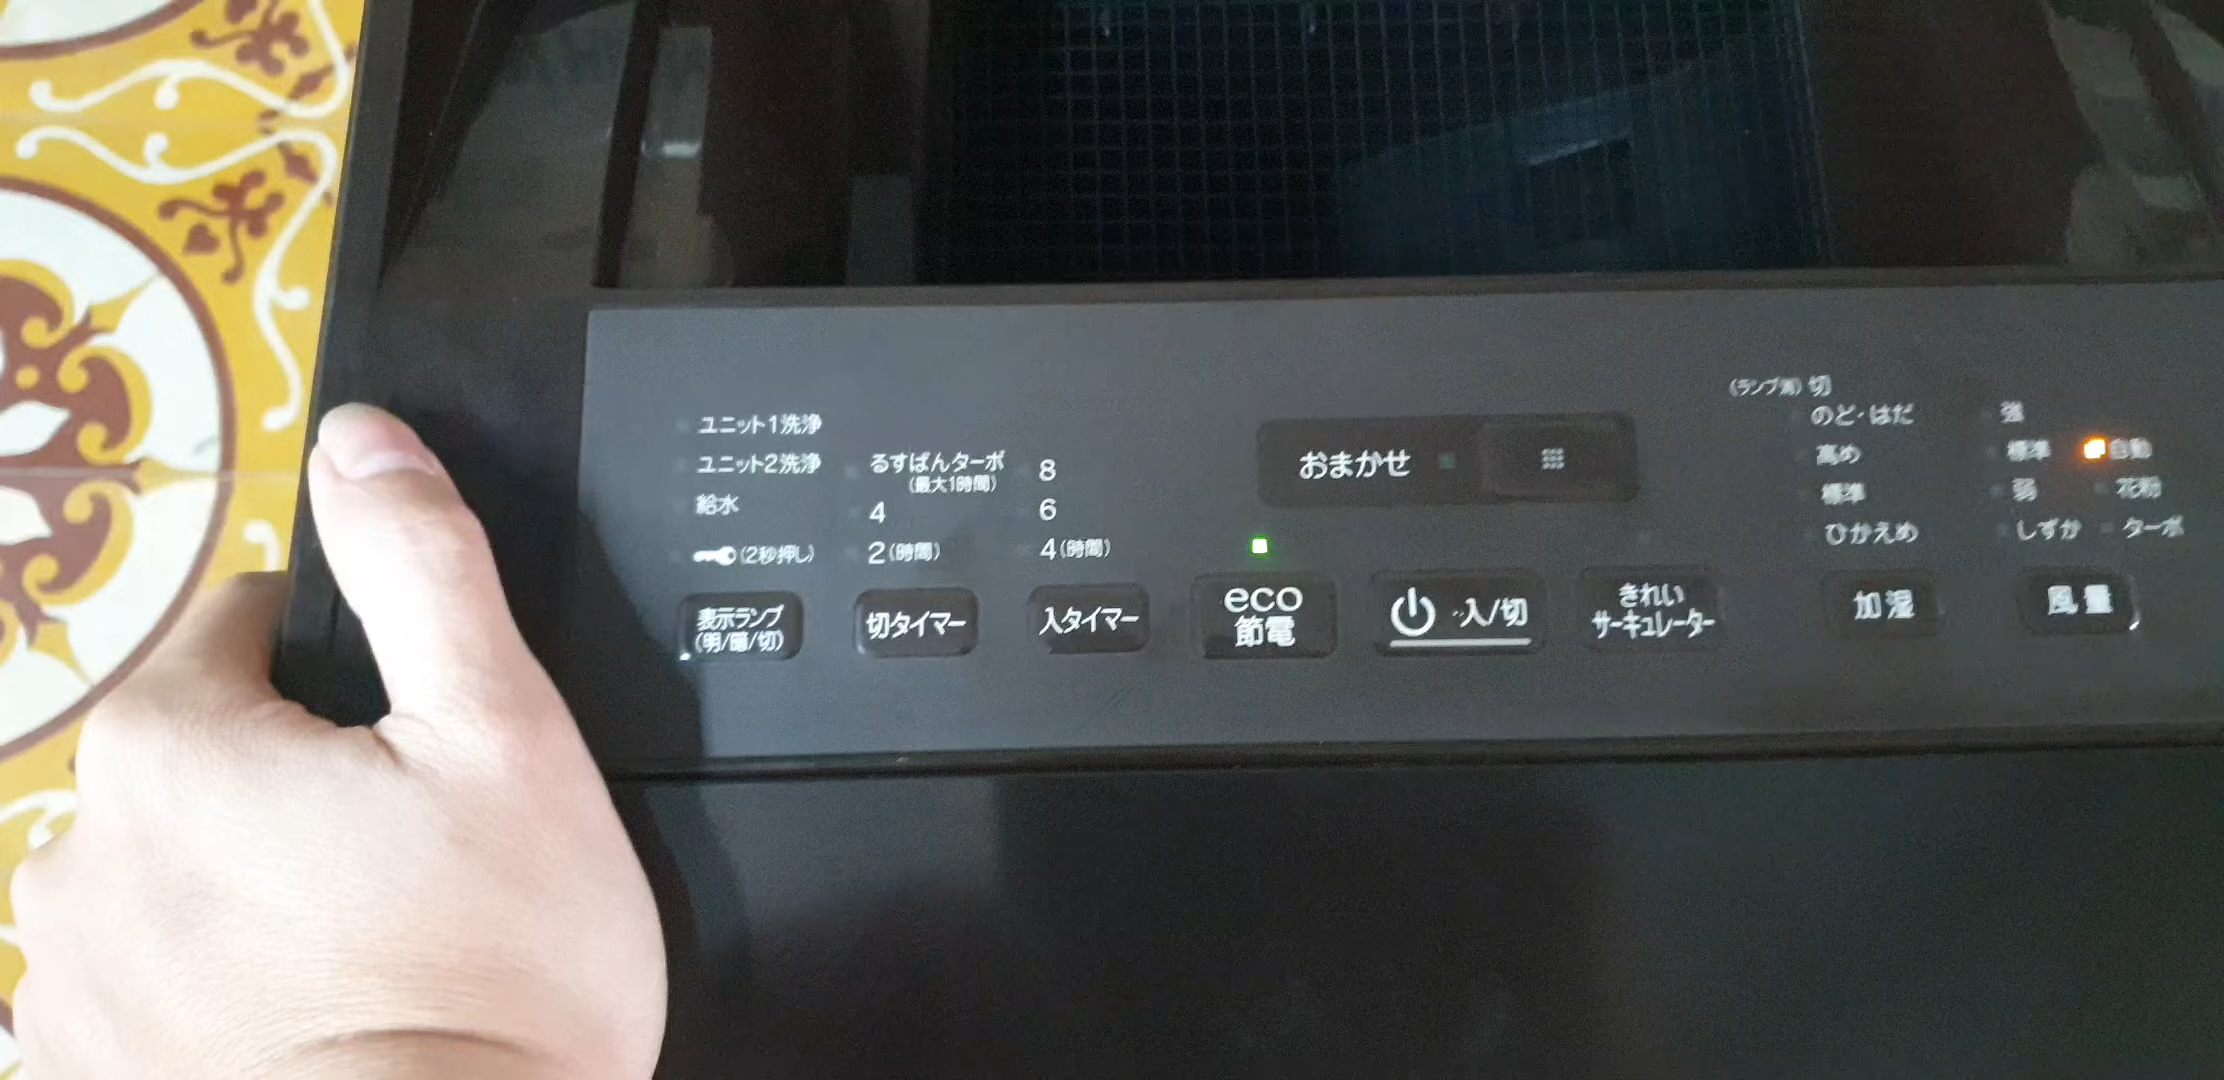 ユニット1洗浄
ユニット2洗浄
給水
(2秒押し)
表示ランプ
(明/暗/切)
るすばんターボ
(最大1時間)
4
2(時間)
切タイマー
8
6
4(時間)
入タイマー
おまかせ
eco
節電
入/切
きれい
サーキュレーター
(ランプ消) 切
のど・はだ
高め
標準
ひかえめ
加湿
強
標準 自動
弱 花粉
しずか ターボ
風量